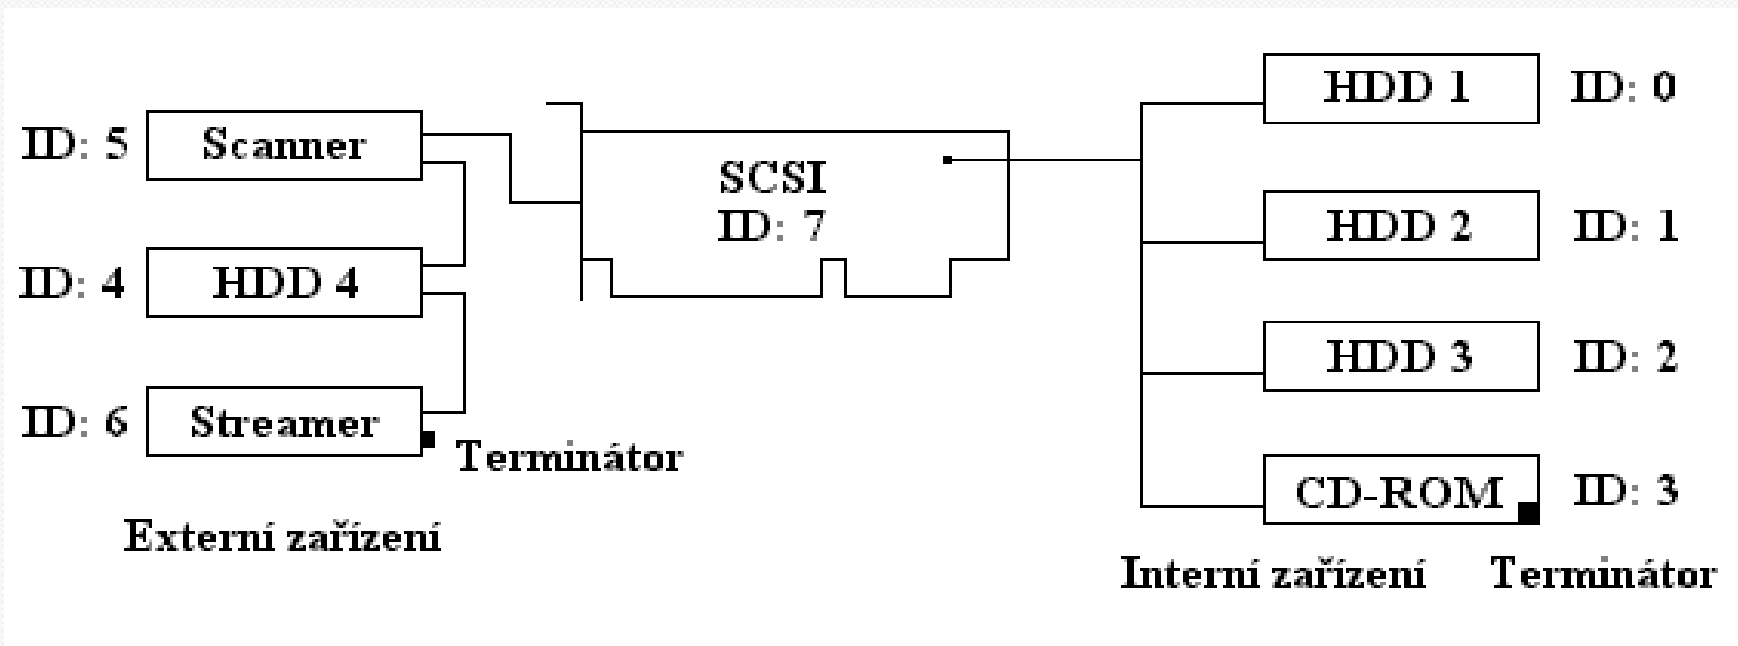 ID: 5 Scanner
ID: 4 HDD 4
ID: 6 Streamer
Terminátor
Externí zařízení
SCSI
ID: 7
HDD 1 ID: 0
HDD 2 ID: 1
HDD 3 ID: 2
CD-ROM ID: 3
Interní zařízení Terminátor